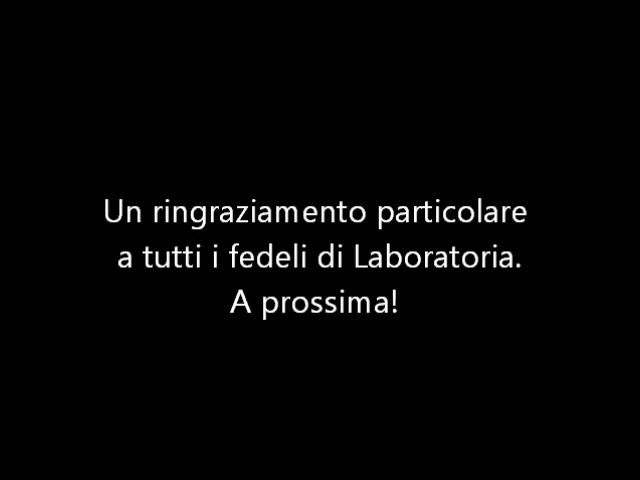 Un ringraziamento particolare
a tutti i fedeli di Laboratoria.
A prossima!